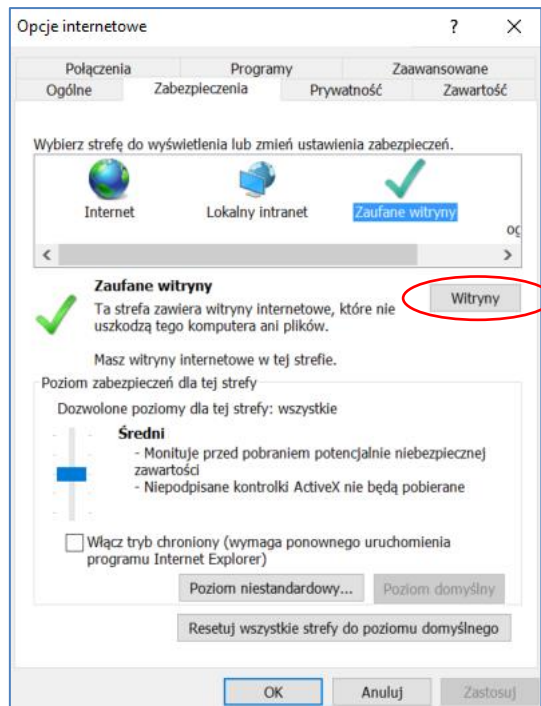 Opcje internetowe ? ×
Połączenia Programy Zaawansowane
Ogólne Zabezpieczenia Prywatność Zawartość
Wybierz strefę do wyświetlenia lub zmień ustawienia zabezpieczeń.
Internet Lokalny intranet Zaufane witryny
Zaufane witryny
Witryny
Ta strefa zawiera witryny internetowe, które nie
uszkodzą tego komputera ani plików.
Masz witryny internetowe w tej strefie.
Poziom zabezpieczeń dla tej strefy
Dozwolone poziomy dla tej strefy: wszystkie
Średni
- Monituje przed pobraniem potencjalnie niebezpiecznej
zawartości
- Niepodpisane kontrolki ActiveX nie będą pobierane
Włącz tryb chroniony (wymaga ponownego uruchomienia
programu Internet Explorer)
Poziom niestandardowy... Poziom domyślny
Resetuj wszystkie strefy do poziomu domyślnego
OK Anuluj Zastosuj